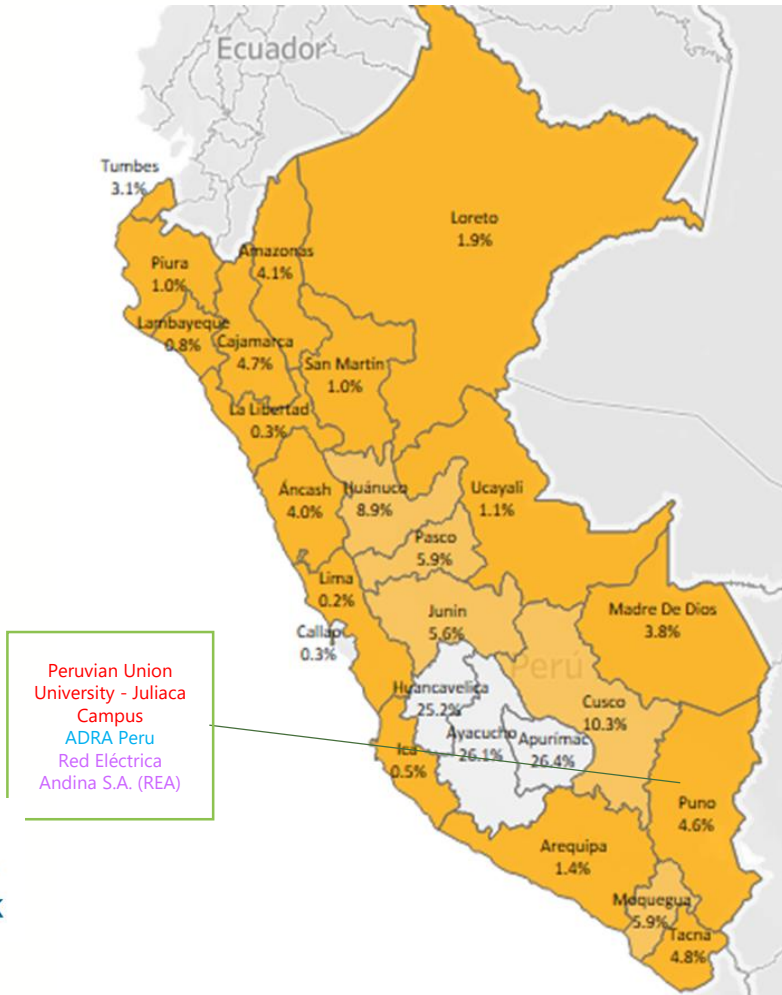 Ecuador
Tumbes
3.1%
Loreto
1.9%
Amazonas
4.1%
Piura
1.0%
Lambayeque
0.8%
Cajamarca
4.7%
San Martín
1.0%
La Libertad
0.3%
Áncash
4.0%
Huánuco
8.9%
Ucayali
1.1%
Pasco
5.9%
Lima
0.2%
Junín
5.6%
Madre De Dios
3.8%
Callao
0.3%
Perú
Huancavelica
25.2%
Cusco
10.3%
Ayacucho
26.1%
Apurímac
26.4%
Ica
0.5%
Peruvian Union
University - Juliaca
Campus
ADRA Peru
Red Eléctrica
Andina S.A. (REA)
Puno
4.6%
Arequipa
1.4%
Moquegua
5.9%
Tacna
4.8%